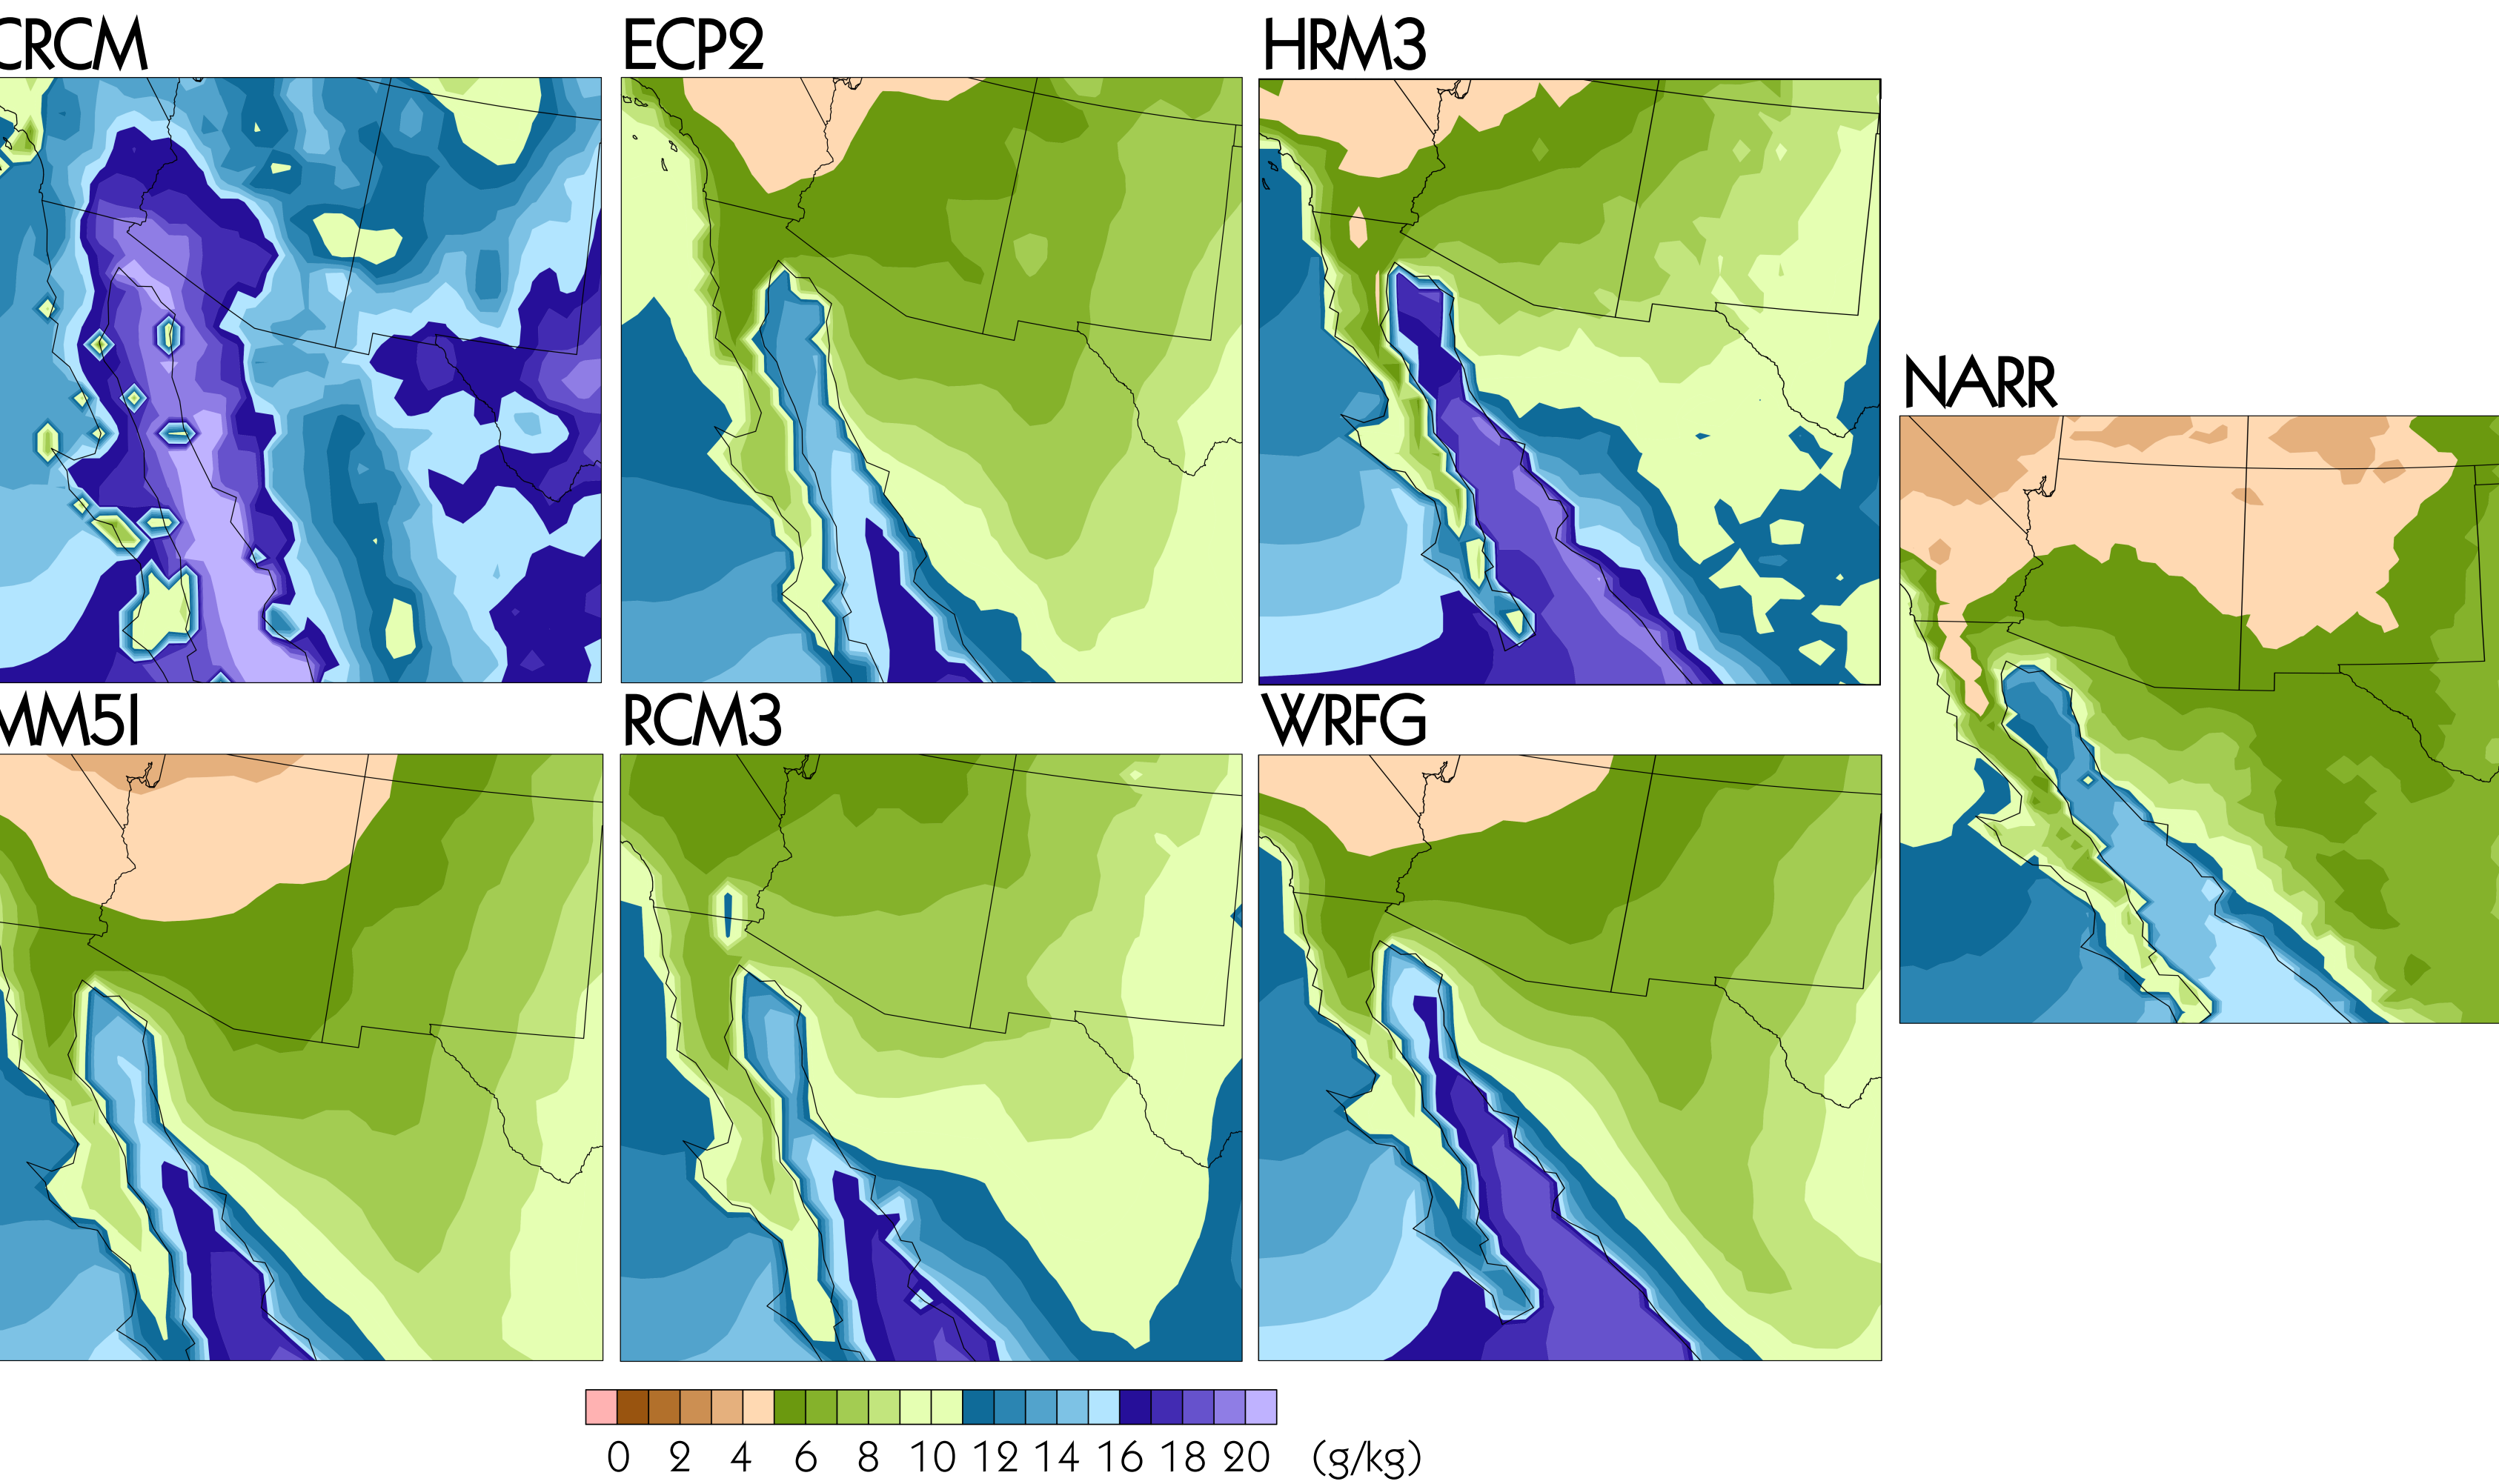 CRCM
ECP2
HRM3
NARR
MM5I
RCM3
WRFG
0 2 4 6 8 10 12 14 16 18 20 (g/kg)